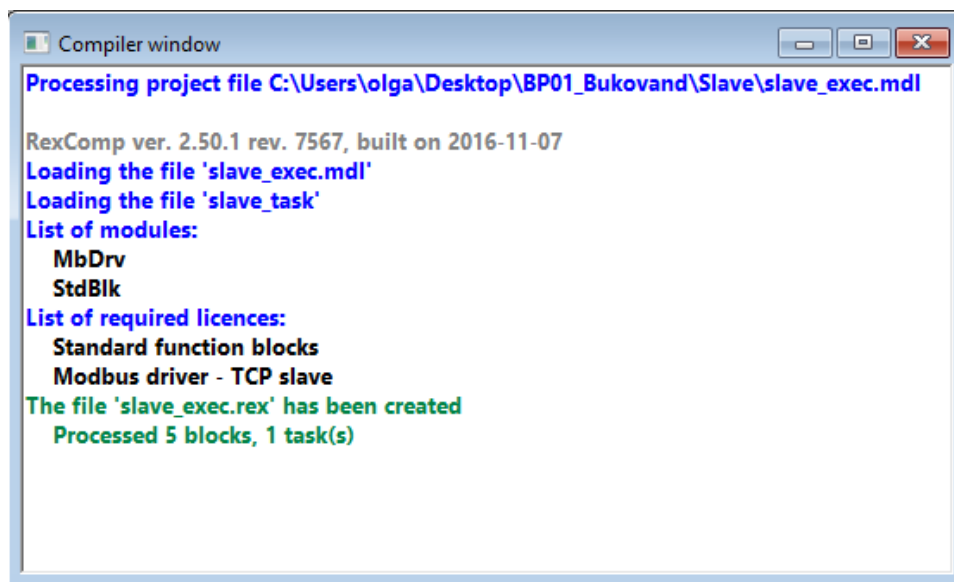 Compiler window
Processing project file C:\Users\olga\Desktop\BP01_Bukovand\Slave\slave_exec.mdl
RexComp ver. 2.50.1 rev. 7567, built on 2016-11-07
Loading the file 'slave_exec.mdl'
Loading the file 'slave_task'
List of modules:
MbDrv
StdBlk
List of required licences:
Standard function blocks
Modbus driver - TCP slave
The file 'slave_exec.rex' has been created
Processed 5 blocks, 1 task(s)